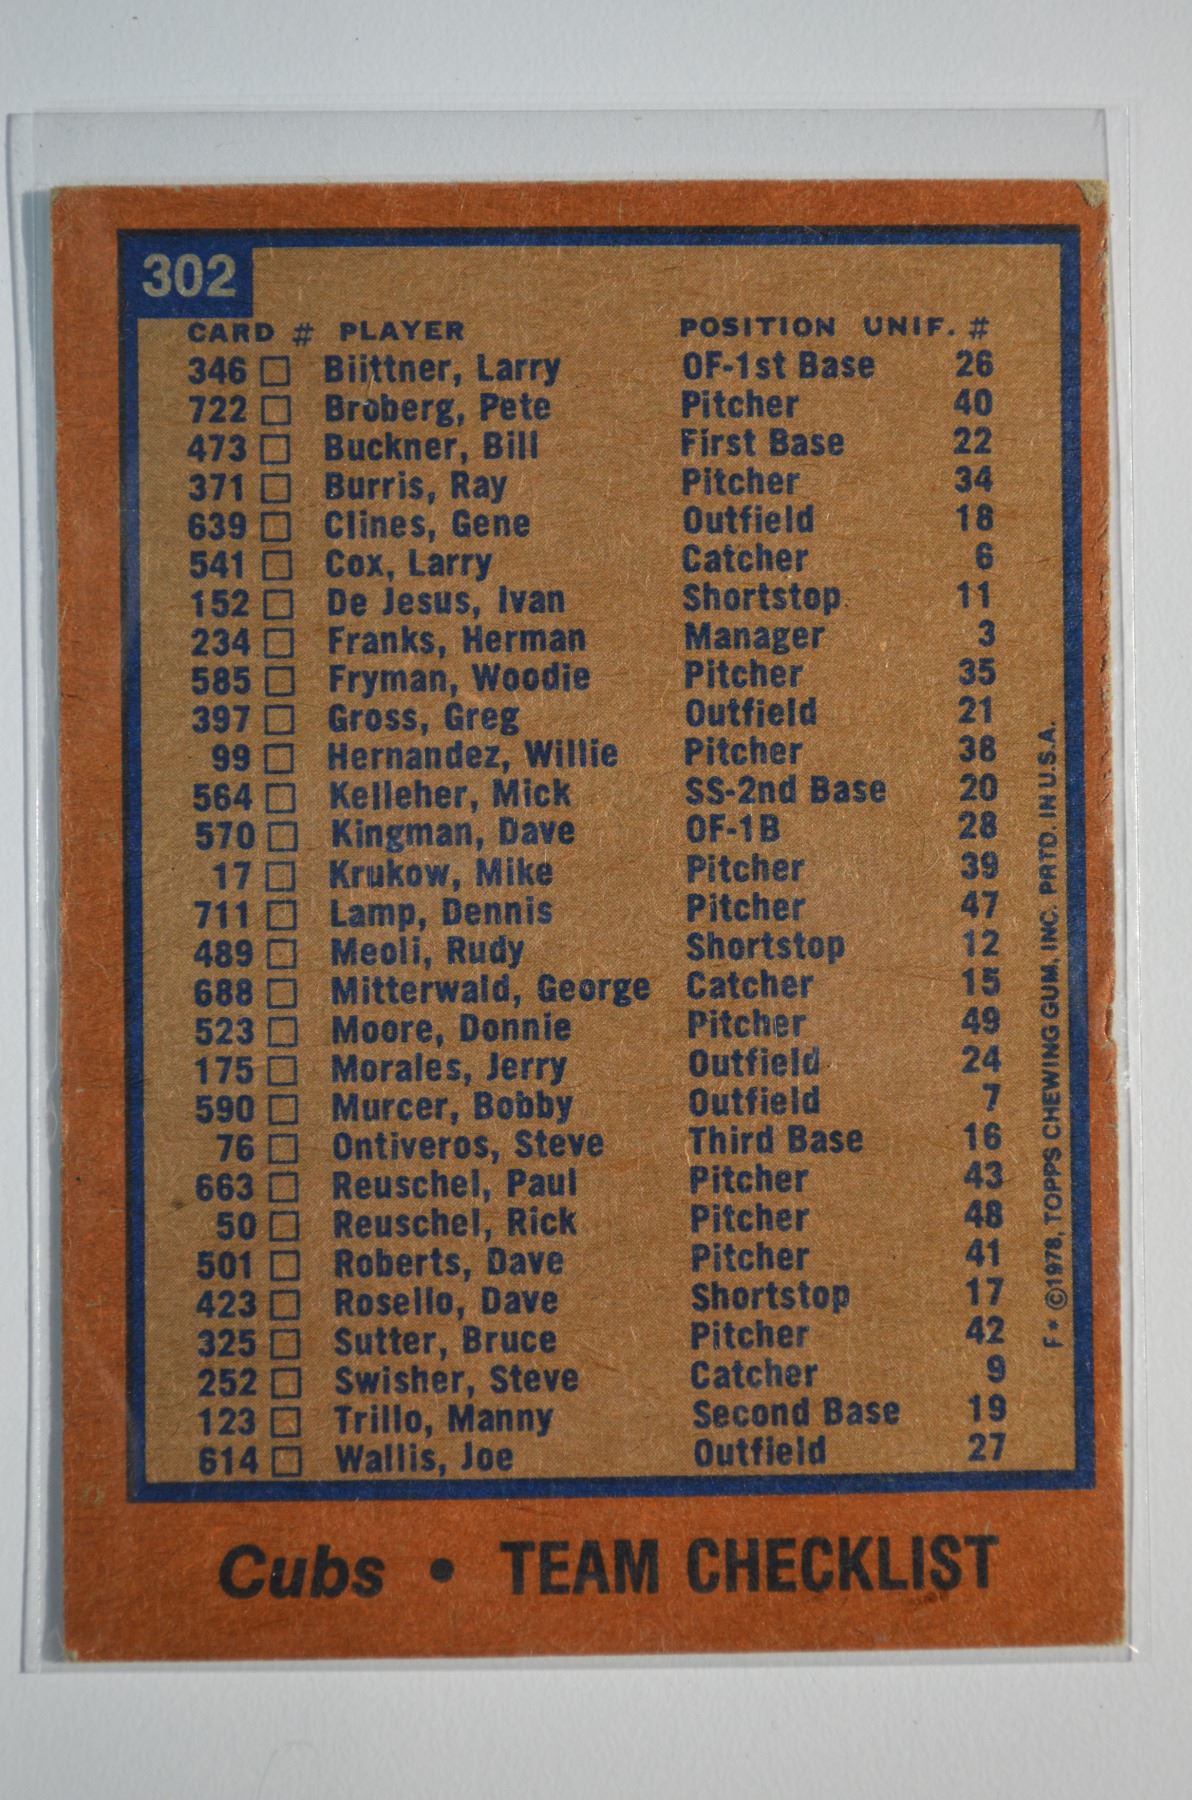 302
CARD # PLAYER POSITION UNIF. #
346 Biittner, Larry OF-1st Base 26
722 Broberg, Pete Pitcher 40
473 Buckner, Bill First Base 22
371 Burris, Ray Pitcher 34
639 Clines, Gene Outfield 18
541 Cox, Larry Catcher 6
152 De Jesus, Ivan Shortstop 11
234 Franks, Herman Manager 3
585 Fryman, Woodie Pitcher 35
397 Gross, Greg Outfield 21
99 Hernandez, Willie Pitcher 38
564 Kelleher, Mick SS-2nd Base 20
570 Kingman, Dave OF-1B 28
17 Krukow, Mike Pitcher 39
711 Lamp, Dennis Pitcher 47
489 Meoli, Rudy Shortstop 12
688 Mitterwald, George Catcher 15
523 Moore, Donnie Pitcher 49
175 Morales, Jerry Outfield 24
590 Murcer, Bobby Outfield 7
76 Ontiveros, Steve Third Base 16
663 Reuschel, Paul Pitcher 43
50 Reuschel, Rick Pitcher 48
501 Roberts, Dave Pitcher 41
423 Rosello, Dave Shortstop 17
325 Sutter, Bruce Pitcher 42
252 Swisher, Steve Catcher 9
123 Trillo, Manny Second Base 19
614 Wallis, Joe Outfield 27
F* ©1978, TOPPS CHEWING GUM, INC. PRTD. IN U.S.A.
Cubs • TEAM CHECKLIST